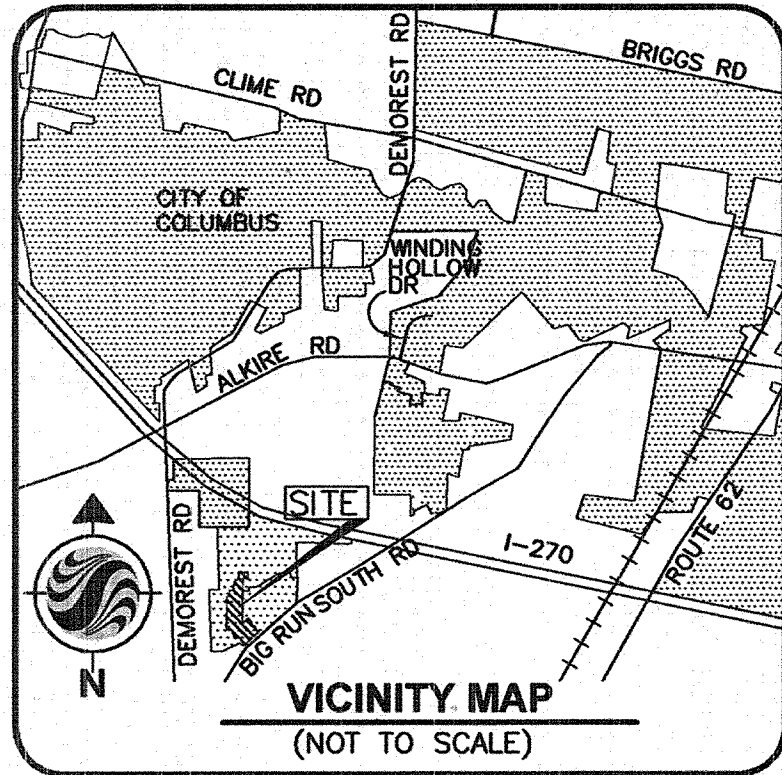 CLIME RD
DEMOREST RD
BRIGGS RD
CITY OF
COLUMBUS
WINDING
HOLLOW
DR
ALKIRE RD
SITE
DEMOREST RD
BIG RUN SOUTH RD
I-270
ROUTE 62
N
VICINITY MAP
(NOT TO SCALE)